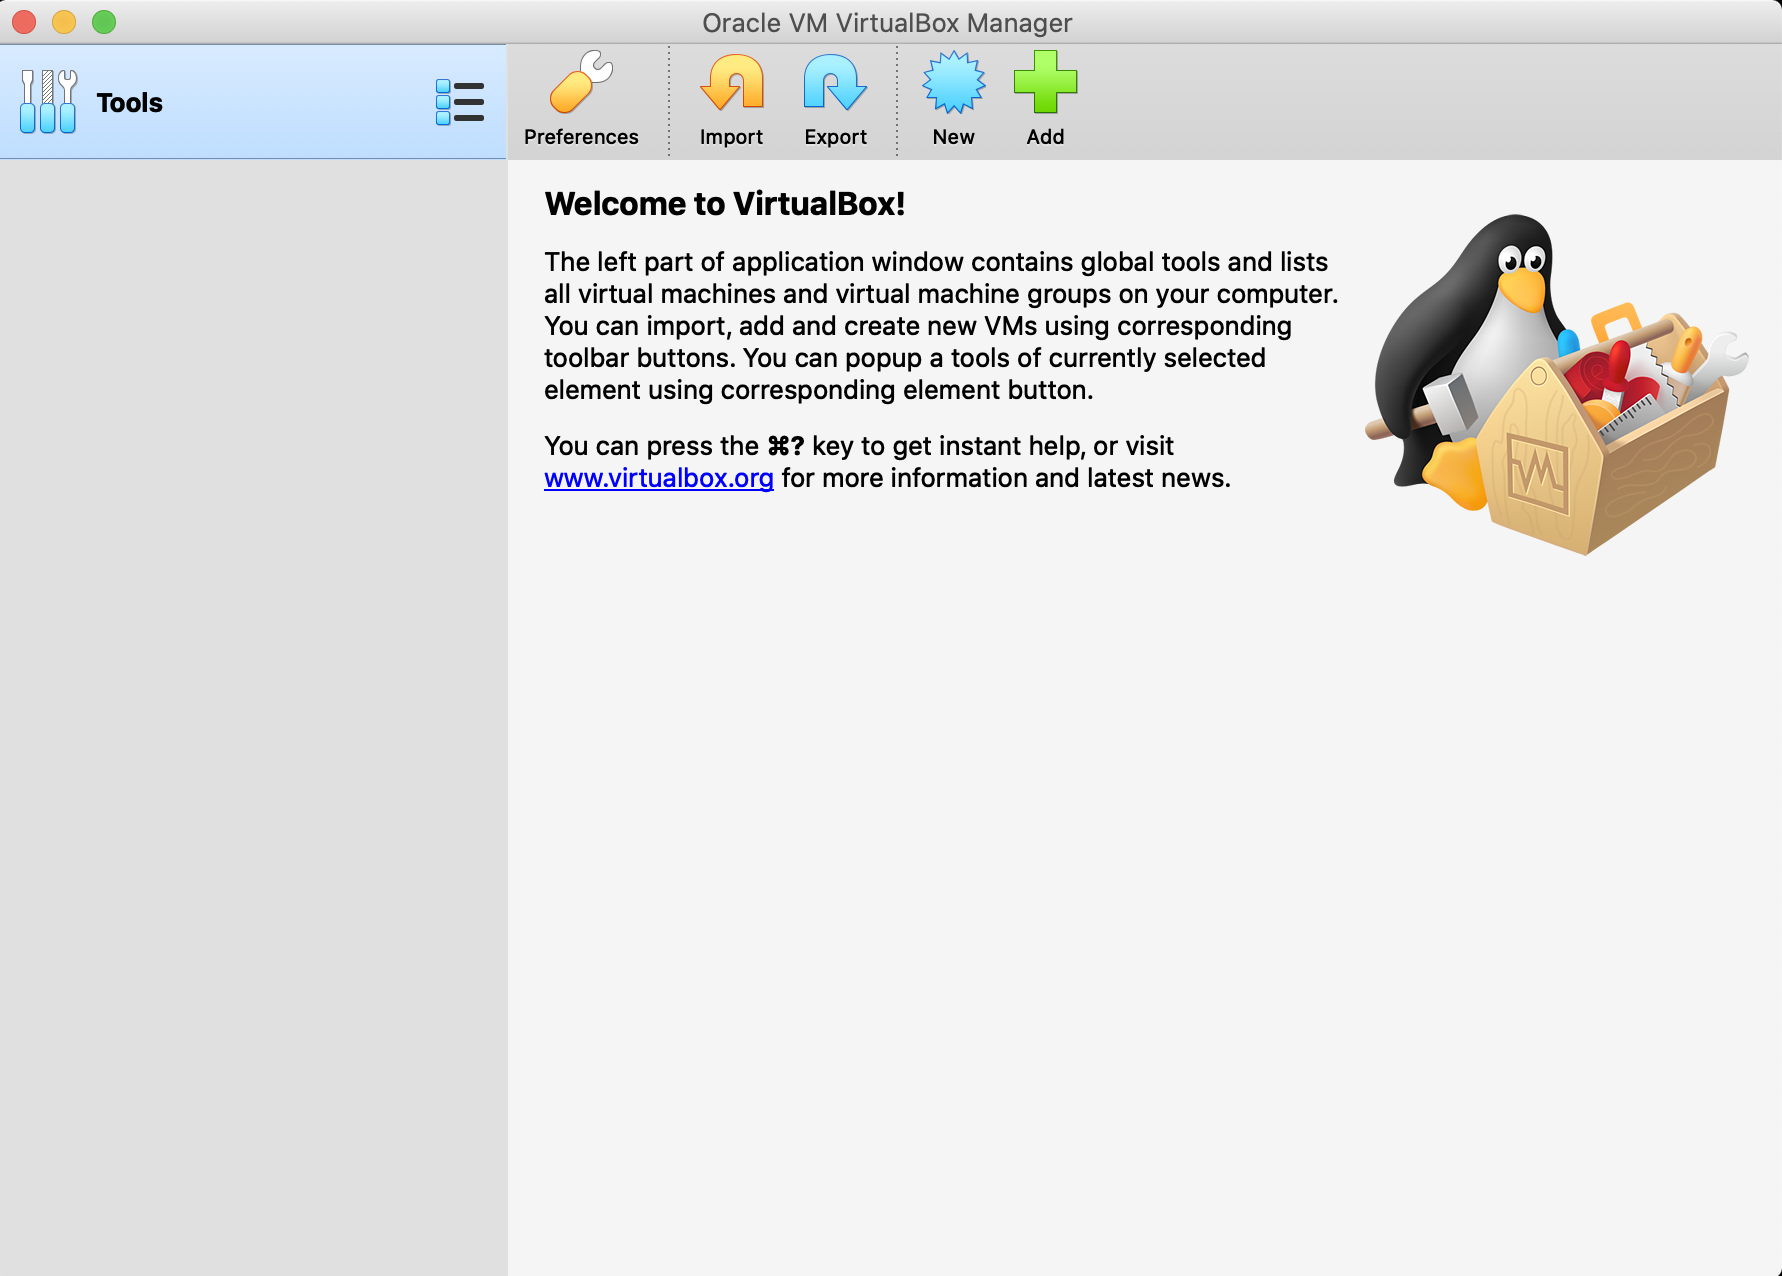 Oracle VM VirtualBox Manager
Tools
Preferences
Import
Export
New
Add
Welcome to VirtualBox!
The left part of application window contains global tools and lists
all virtual machines and virtual machine groups on your computer.
You can import, add and create new VMs using corresponding
toolbar buttons. You can popup a tools of currently selected
element using corresponding element button.
You can press the ⌘? key to get instant help, or visit
www.virtualbox.org for more information and latest news.